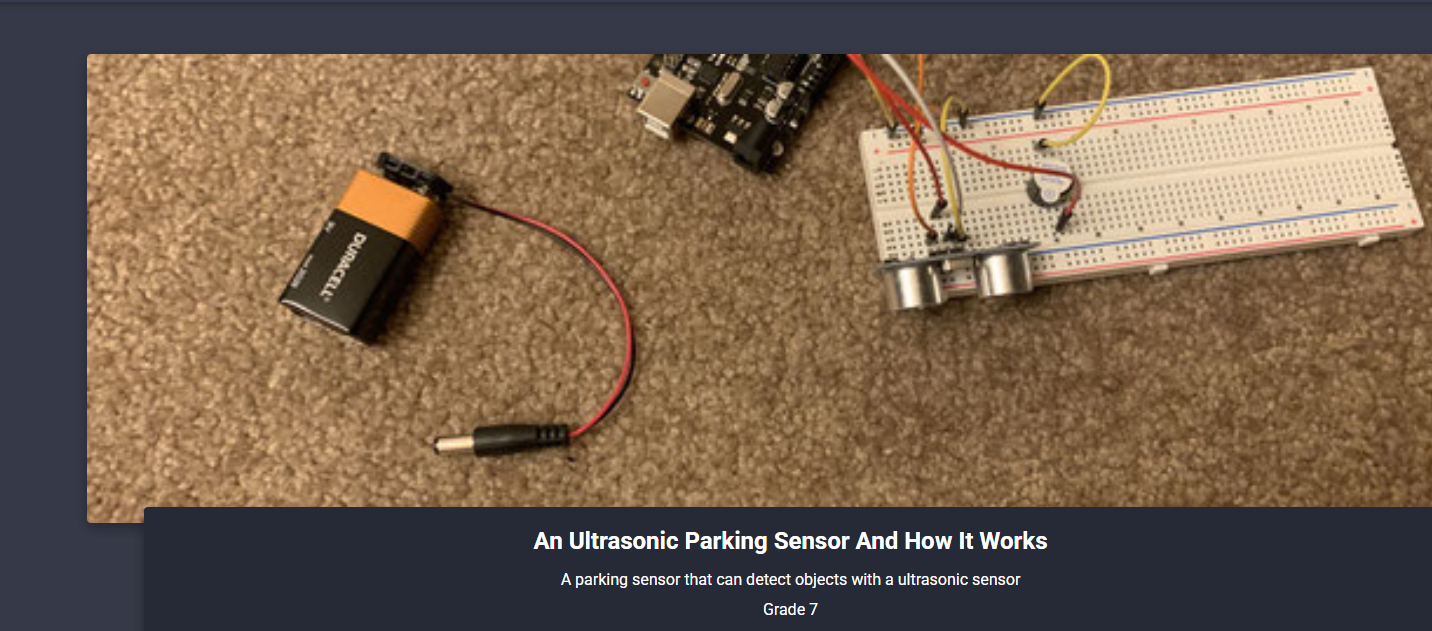 DURACELL
An Ultrasonic Parking Sensor And How It Works
A parking sensor that can detect objects with a ultrasonic sensor
Grade 7